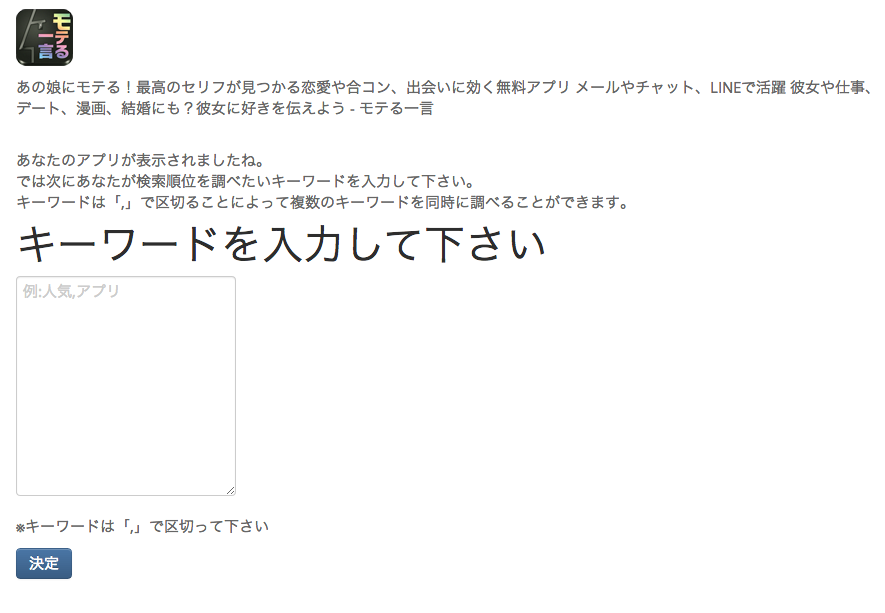 モテる
一言
あの娘にモテる！最高のセリフが見つかる恋愛や合コン、出会いに効く無料アプリ メールやチャット、LINEで活躍 彼女や仕事、
デート、漫画、結婚にも？彼女に好きを伝えよう - モテる一言
あなたのアプリが表示されましたね。
では次にあなたが検索順位を調べたいキーワードを入力して下さい。
キーワードは「,」で区切ることによって複数のキーワードを同時に調べることができます。
キーワードを入力して下さい
例:人気,アプリ
※キーワードは「,」で区切って下さい
決定